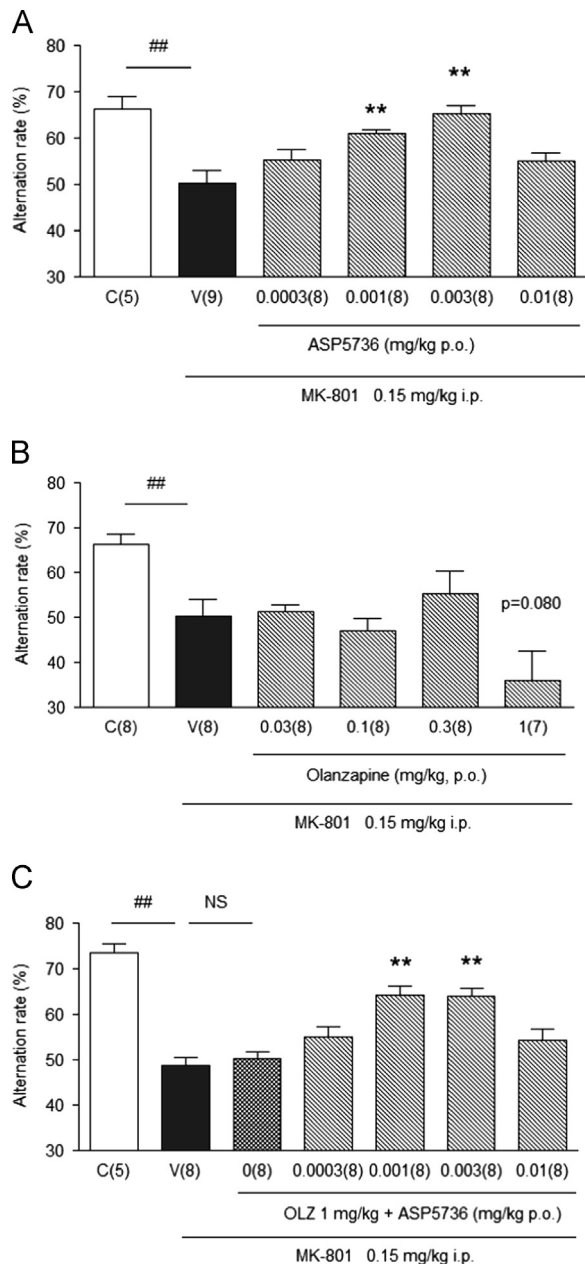 A
##
**
**
80
70
60
50
40
30
Alternation rate (%)
C(5) V(9) 0.0003(8) 0.001(8) 0.003(8) 0.01(8)
ASP5736 (mg/kg p.o.)
MK-801 0.15 mg/kg i.p.
B
##
80
70
60
50
40
30
Alternation rate (%)
p=0.080
C(8) V(8) 0.03(8) 0.1(8) 0.3(8) 1(7)
Olanzapine (mg/kg, p.o.)
MK-801 0.15 mg/kg i.p.
C
## NS
** **
80
70
60
50
40
30
Alternation rate (%)
C(5) V(8) 0(8) 0.0003(8) 0.001(8) 0.003(8) 0.01(8)
OLZ 1 mg/kg + ASP5736 (mg/kg p.o.)
MK-801 0.15 mg/kg i.p.